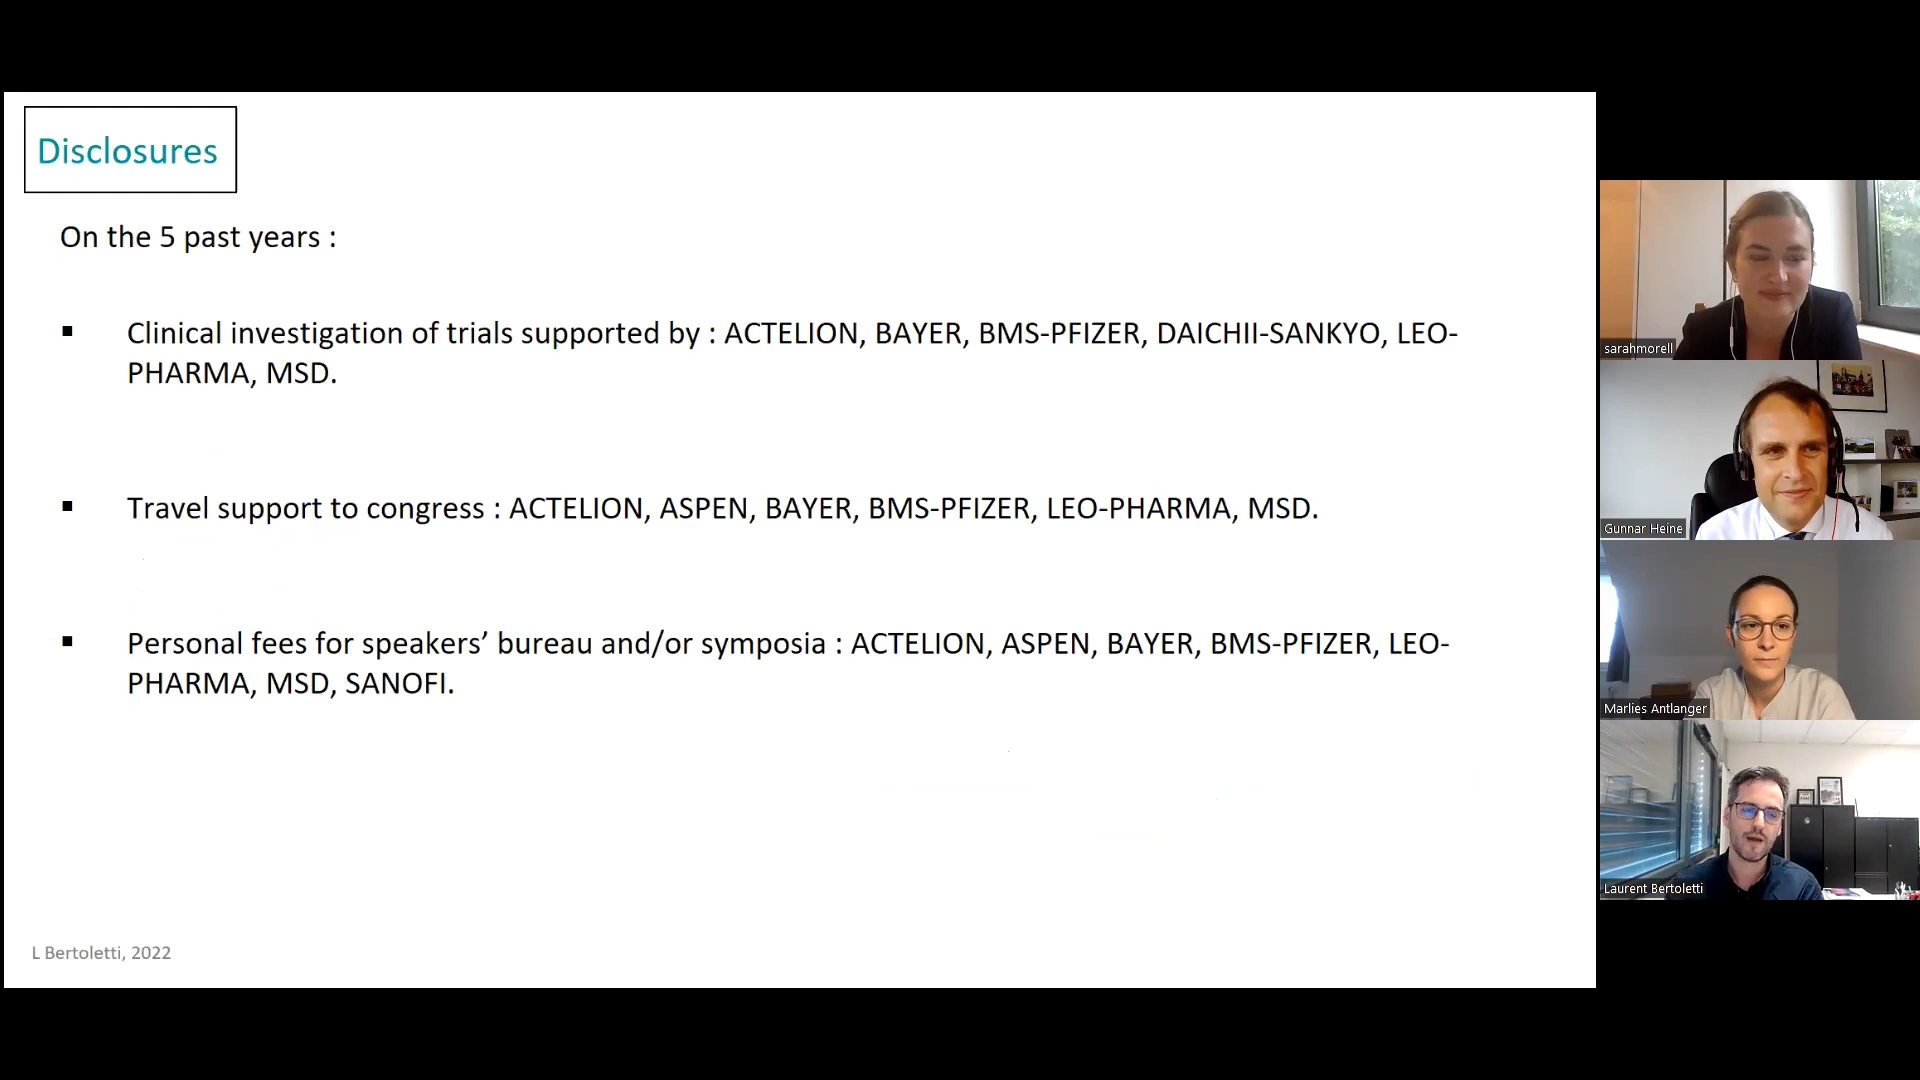 Disclosures
On the 5 past years :
▪ Clinical investigation of trials supported by : ACTELION, BAYER, BMS-PFIZER, DAICHII-SANKYO, LEO-
PHARMA, MSD.
▪ Travel support to congress : ACTELION, ASPEN, BAYER, BMS-PFIZER, LEO-PHARMA, MSD.
▪ Personal fees for speakers’ bureau and/or symposia : ACTELION, ASPEN, BAYER, BMS-PFIZER, LEO-
PHARMA, MSD, SANOFI.
L Bertoletti, 2022
sarahmorell
Gunnar Heine
Marlies Antlanger
Laurent Bertoletti